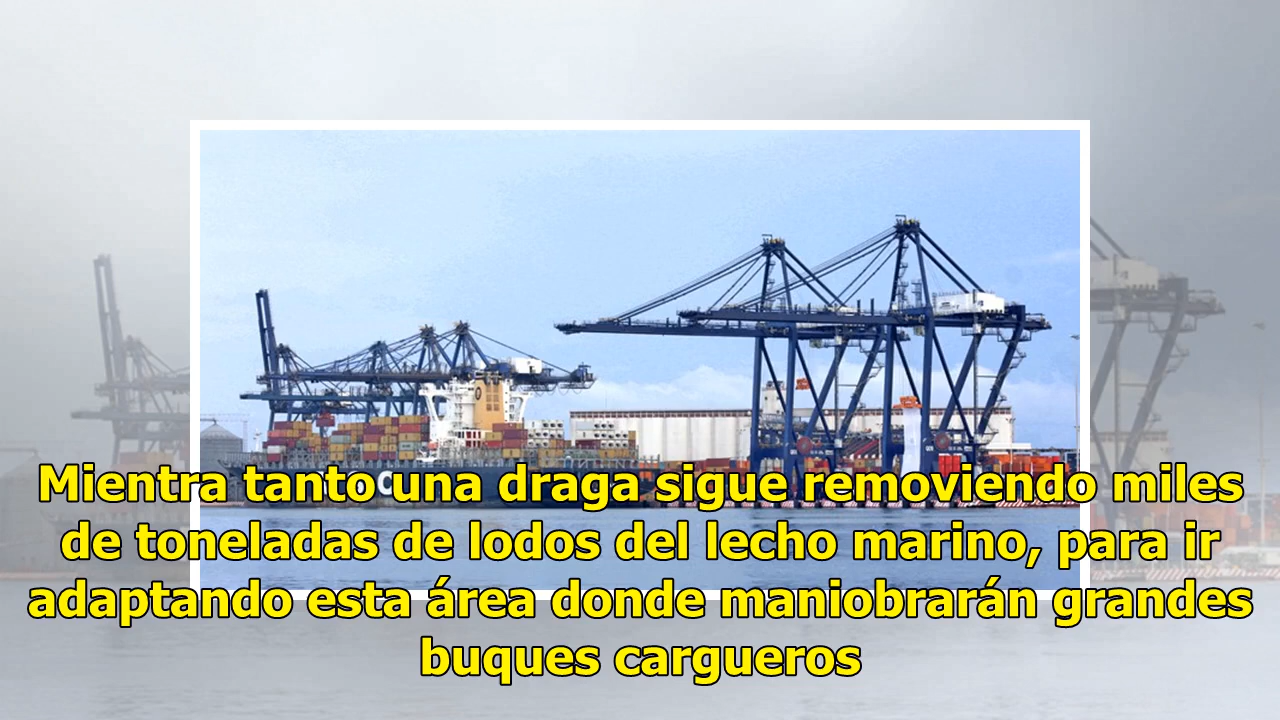 Mientra tanto una draga sigue removiendo miles
de toneladas de lodos del lecho marino, para ir
adaptando esta área donde maniobrarán grandes
buques cargueros